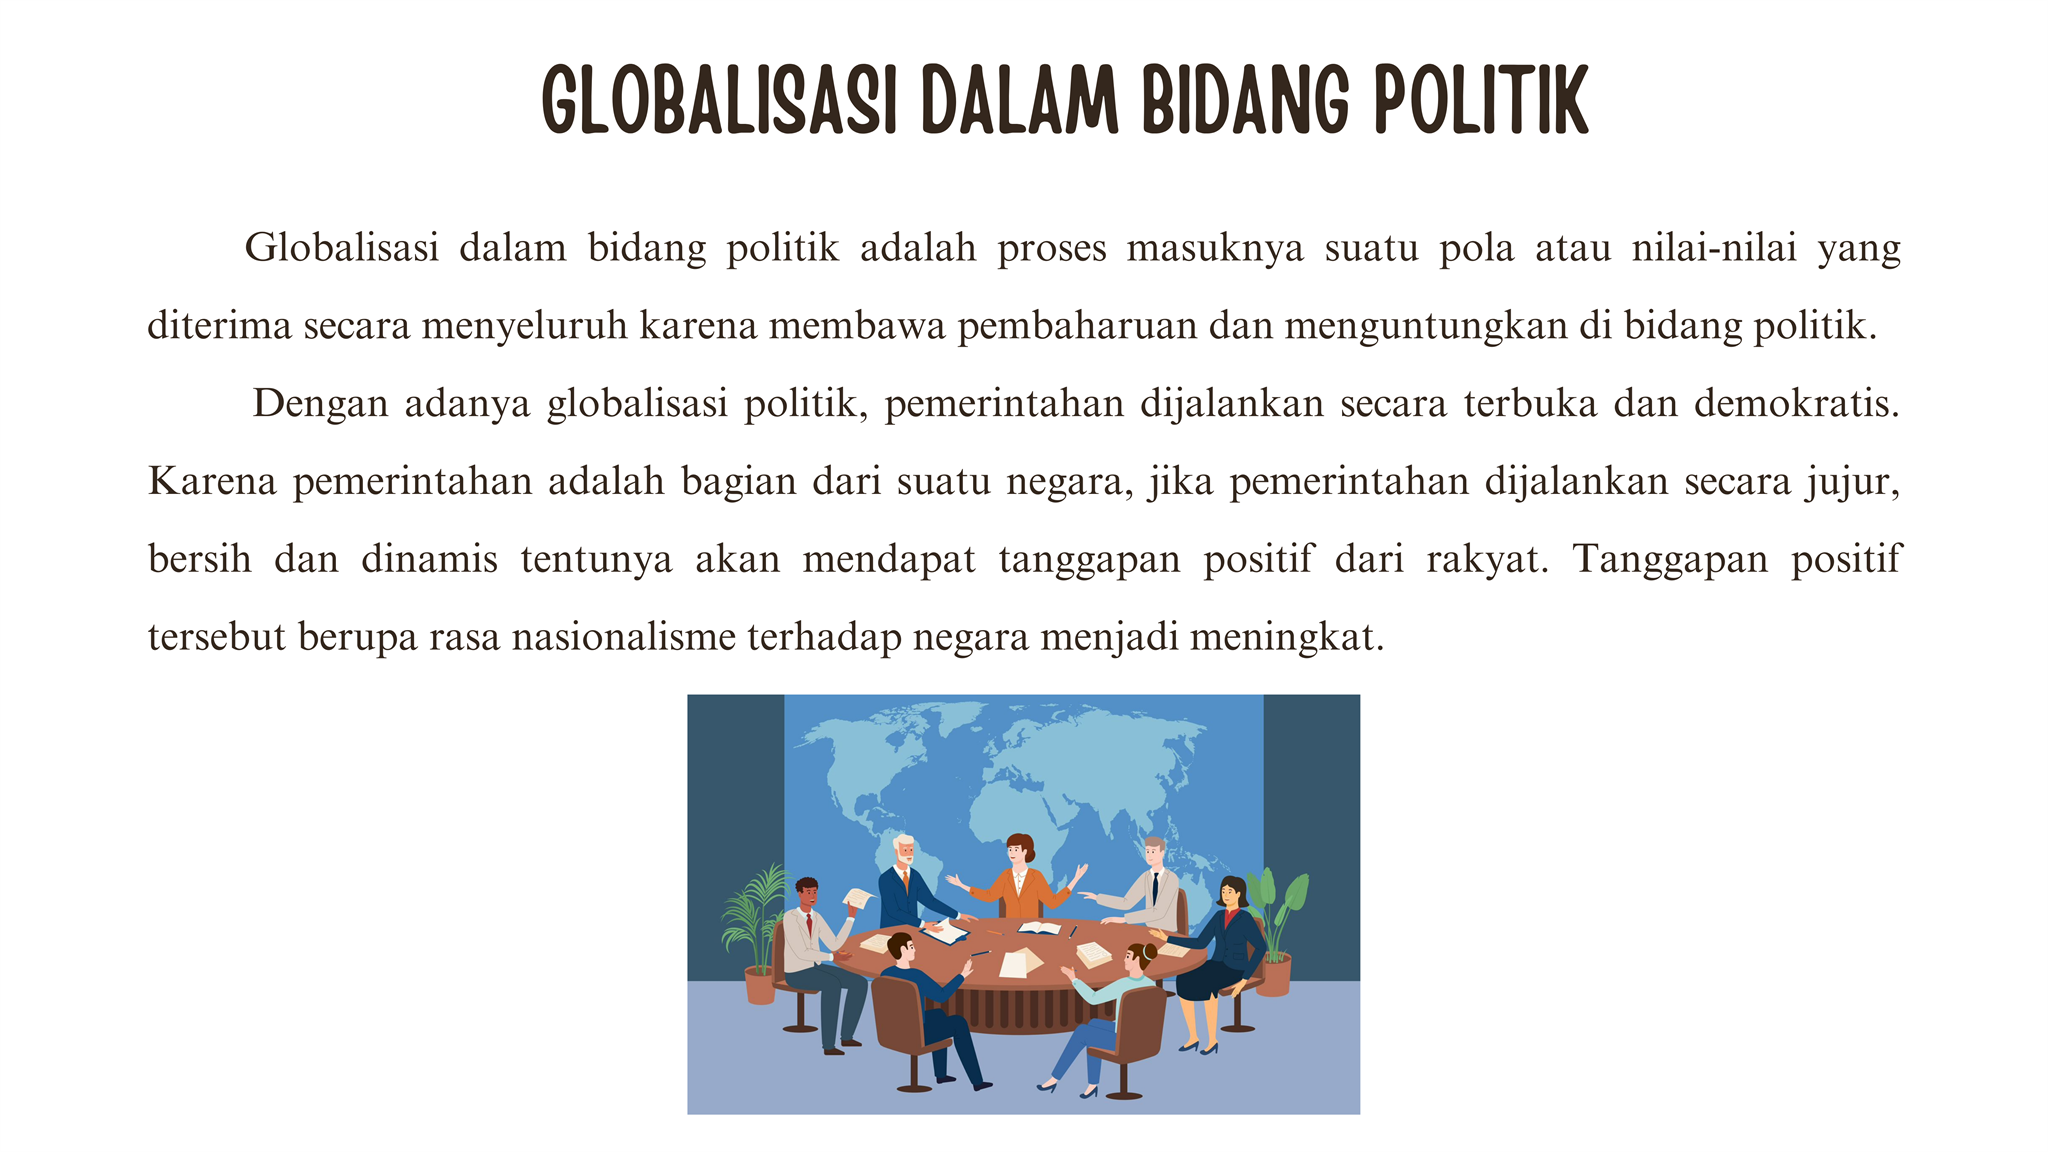 GLOBALISASI DALAM BIDANG POLITIK
Globalisasi dalam bidang politik adalah proses masuknya suatu pola atau nilai-nilai yang
diterima secara menyeluruh karena membawa pembaharuan dan menguntungkan di bidang politik.
Dengan adanya globalisasi politik, pemerintahan dijalankan secara terbuka dan demokratis.
Karena pemerintahan adalah bagian dari suatu negara, jika pemerintahan dijalankan secara jujur,
bersih dan dinamis tentunya akan mendapat tanggapan positif dari rakyat. Tanggapan positif
tersebut berupa rasa nasionalisme terhadap negara menjadi meningkat.